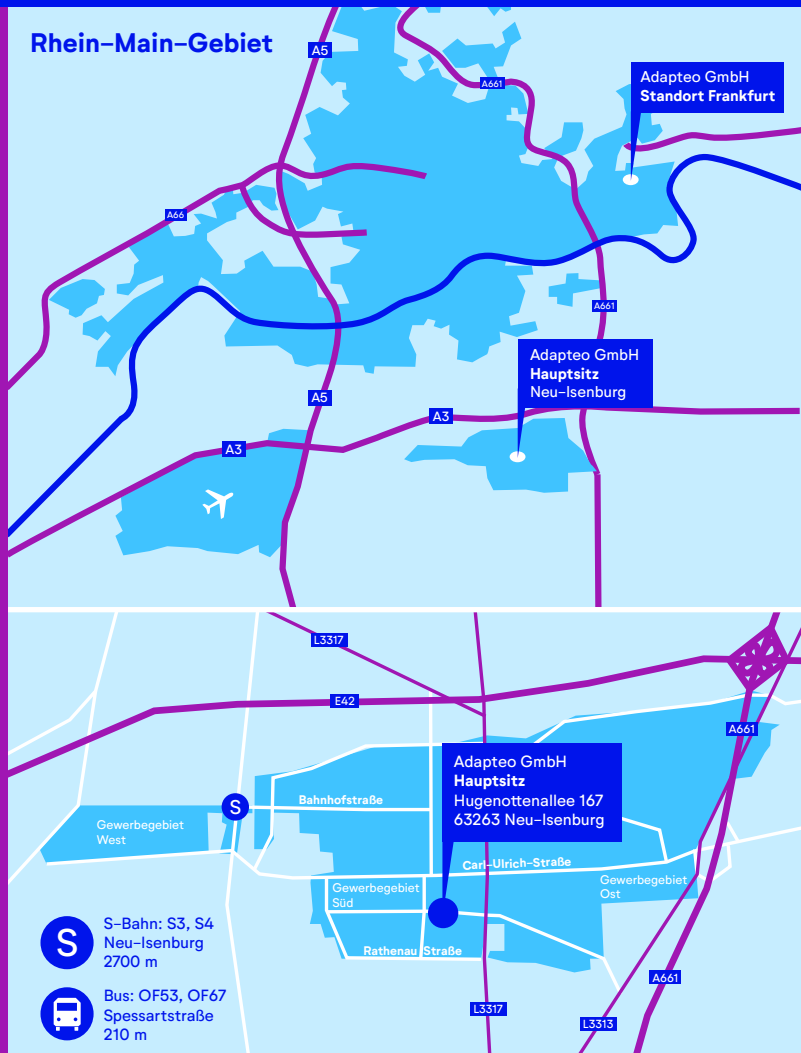 Rhein-Main-Gebiet
A5
A661
Adapteo GmbH
Standort Frankfurt
A66
A661
Adapteo GmbH
Hauptsitz
Neu-Isenburg
A5
A3
A3
L3317
E42
A661
Adapteo GmbH
Hauptsitz
Hugenottenallee 167
63263 Neu-Isenburg
S
Bahnhofstraße
Gewerbegebiet
West
Carl-Ulrich-Straße
Gewerbegebiet
Süd
Gewerbegebiet
Ost
Rathenau Straße
S
S-Bahn: S3, S4
Neu-Isenburg
2700 m
A661
Bus: OF53, OF67
Spessartstraße
210 m
L3317
L3313